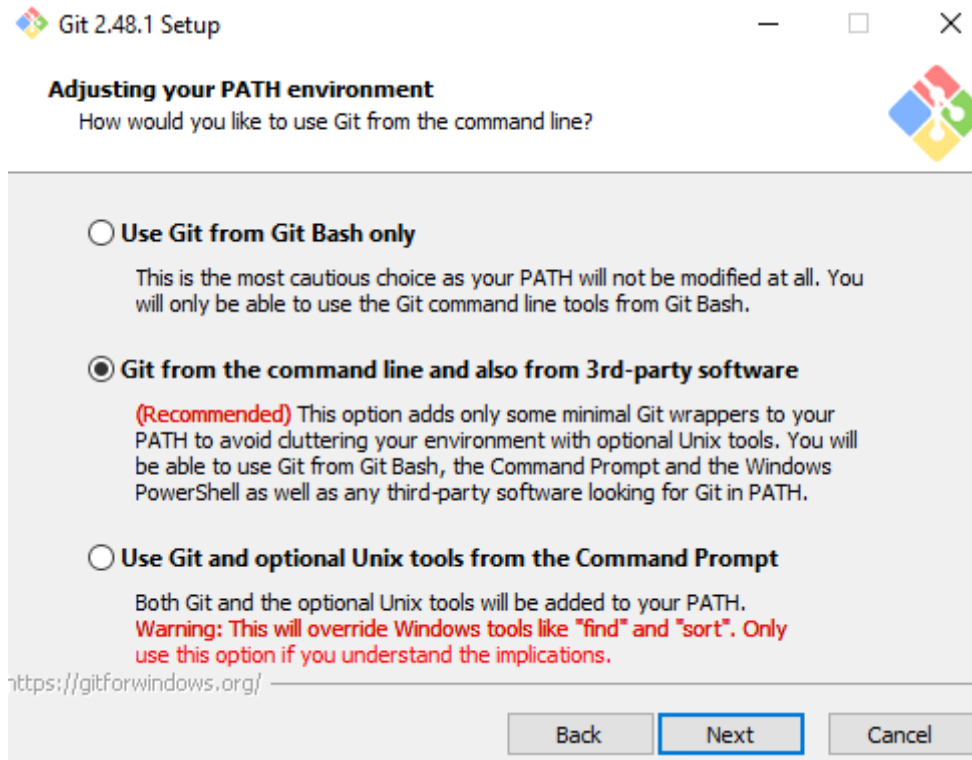 Git 2.48.1 Setup
Adjusting your PATH environment
How would you like to use Git from the command line?
Use Git from Git Bash only
This is the most cautious choice as your PATH will not be modified at all. You
will only be able to use the Git command line tools from Git Bash.
Git from the command line and also from 3rd-party software
(Recommended) This option adds only some minimal Git wrappers to your
PATH to avoid cluttering your environment with optional Unix tools. You will
be able to use Git from Git Bash, the Command Prompt and the Windows
PowerShell as well as any third-party software looking for Git in PATH.
Use Git and optional Unix tools from the Command Prompt
Both Git and the optional Unix tools will be added to your PATH.
Warning: This will override Windows tools like "find" and "sort". Only
use this option if you understand the implications.
https://gitforwindows.org/
Back Next Cancel